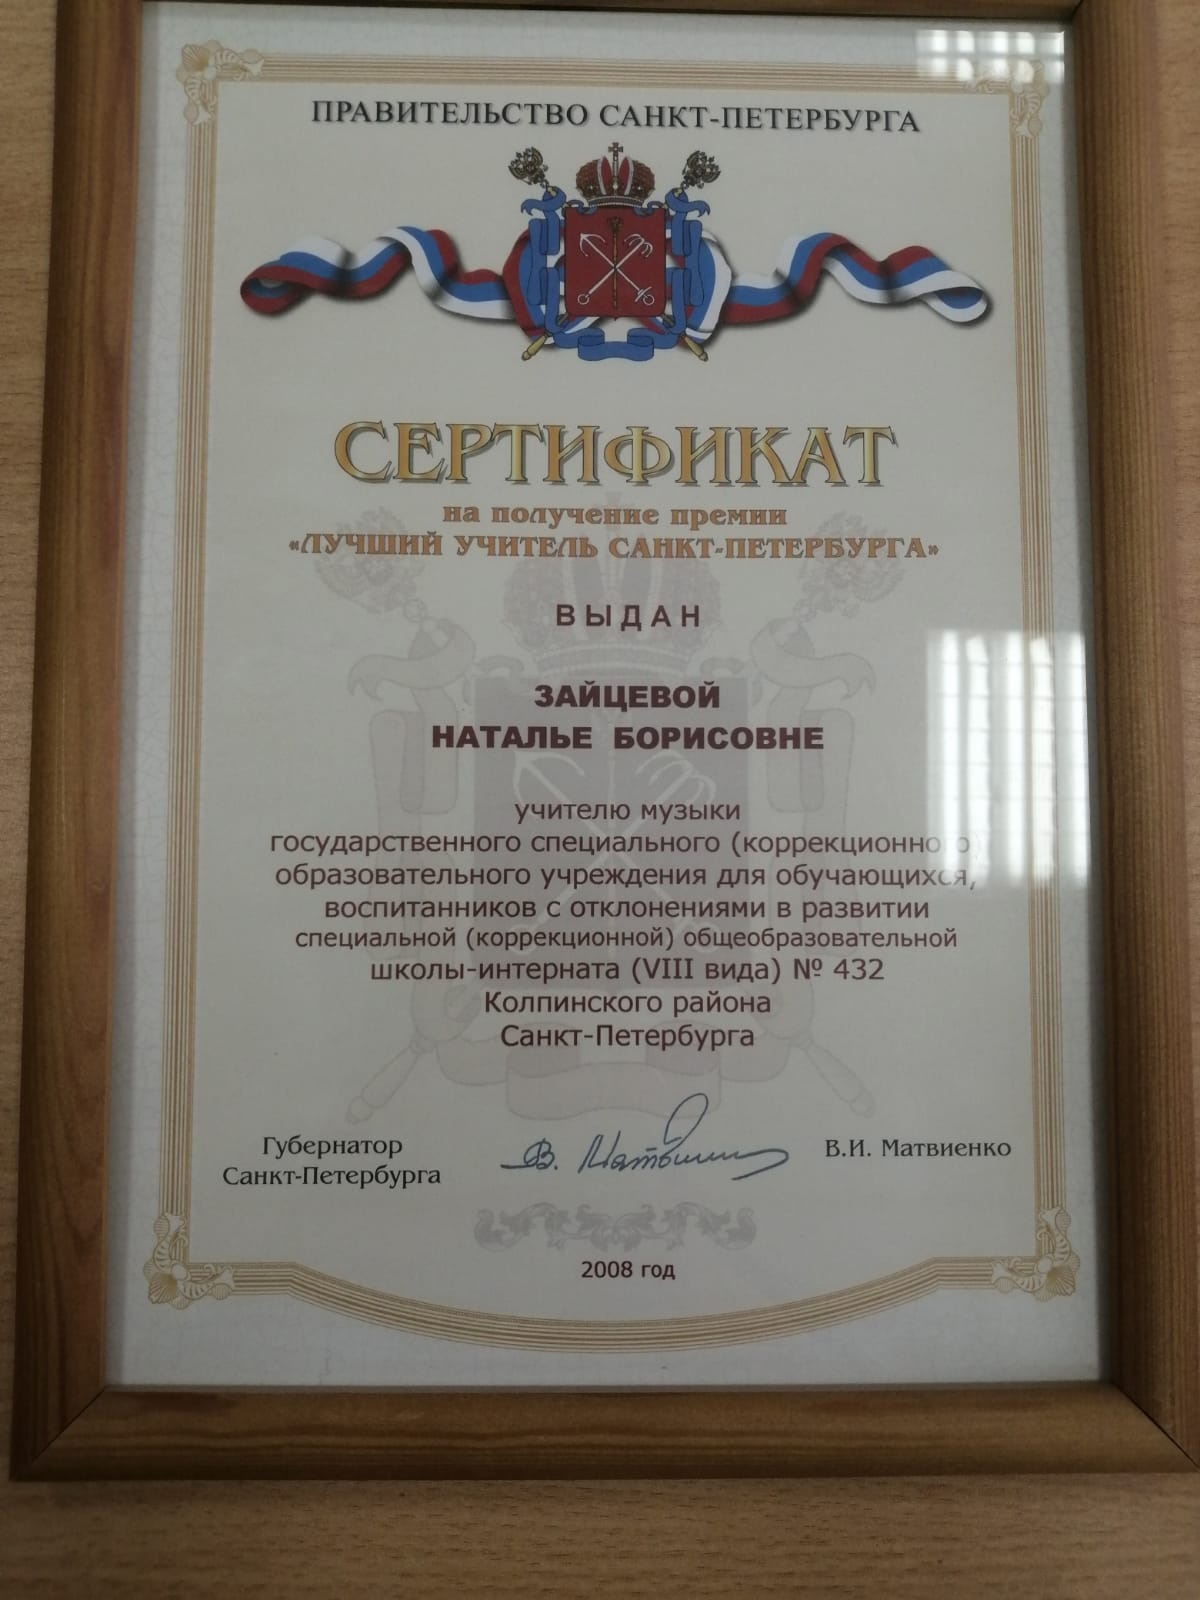 ПРАВИТЕЛЬСТВО САНКТ-ПЕТЕРБУРГА
СЕРТИФИКАТ
на получение премии
«ЛУЧШИЙ УЧИТЕЛЬ САНКТ-ПЕТЕРБУРГА»
ВЫДАН
ЗАЙЦЕВОЙ
НАТАЛЬЕ БОРИСОВНЕ
учителю музыки
государственного специального (коррекционного)
образовательного учреждения для обучающихся,
воспитанников с отклонениями в развитии
специальной (коррекционной) общеобразовательной
школы-интерната (VIII вида) № 432
Колпинского района
Санкт-Петербурга
Губернатор
Санкт-Петербурга
В. Матвиенко
В.И. Матвиенко
2008 год